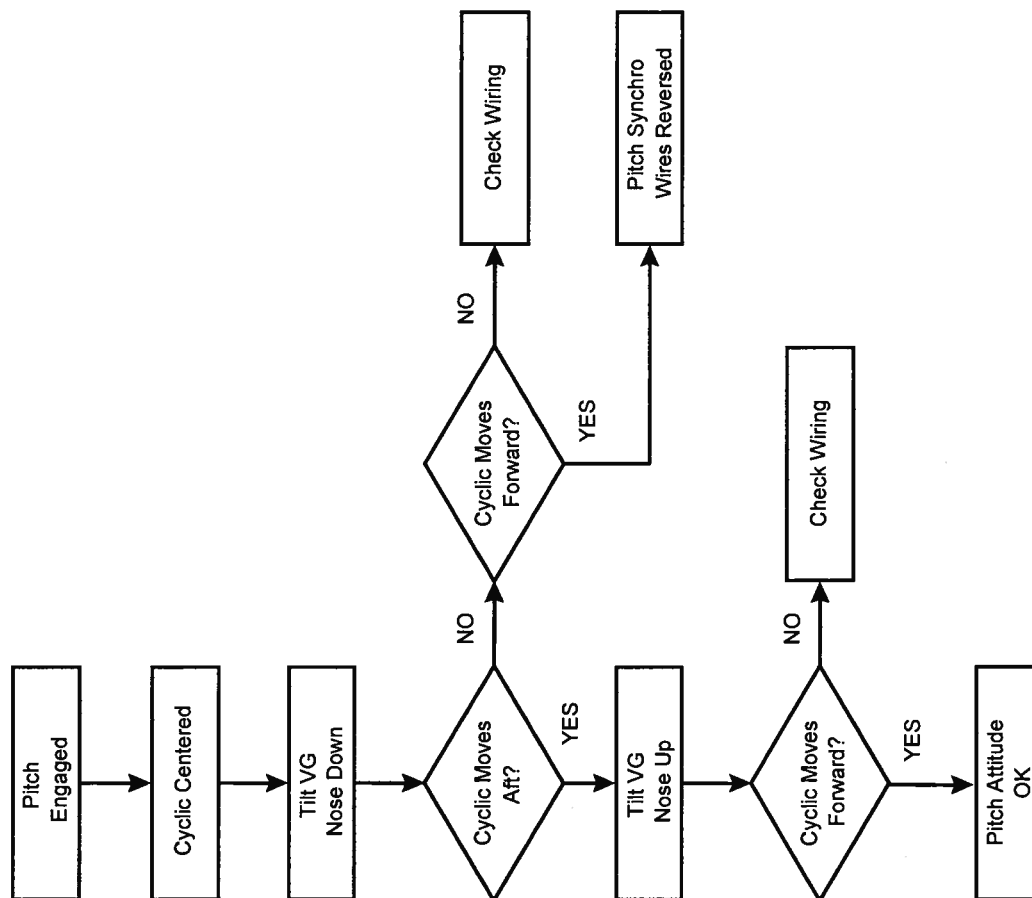 Pitch
Engaged
Cyclic Centered
Tilt VG
Nose Down
Cyclic Moves
Aft?
NO
YES
Cyclic Moves
Forward?
NO
YES
Check Wiring
Pitch Synchro
Wires Reversed
Tilt VG
Nose Up
Cyclic Moves
Forward?
NO
YES
Check Wiring
Pitch Attitude
OK